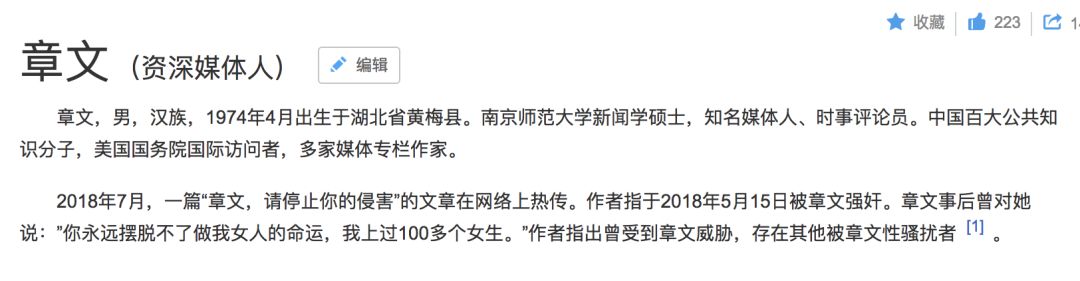 收藏 223
章文（资深媒体人） 编辑
章文，男，汉族，1974年4月出生于湖北省黄梅县。南京师范大学新闻学硕士，知名媒体人、时事评论员。中国百大公共知
识分子，美国国务院国际访问者，多家媒体专栏作家。
2018年7月，一篇“章文，请停止你的侵害”的文章在网络上热传。作者指于2018年5月15日被章文强奸。章文事后曾对她
说：”你永远摆脱不了做我女人的命运，我上过100多个女生。”作者指出曾受到章文威胁，存在其他被章文性骚扰者 [1] 。